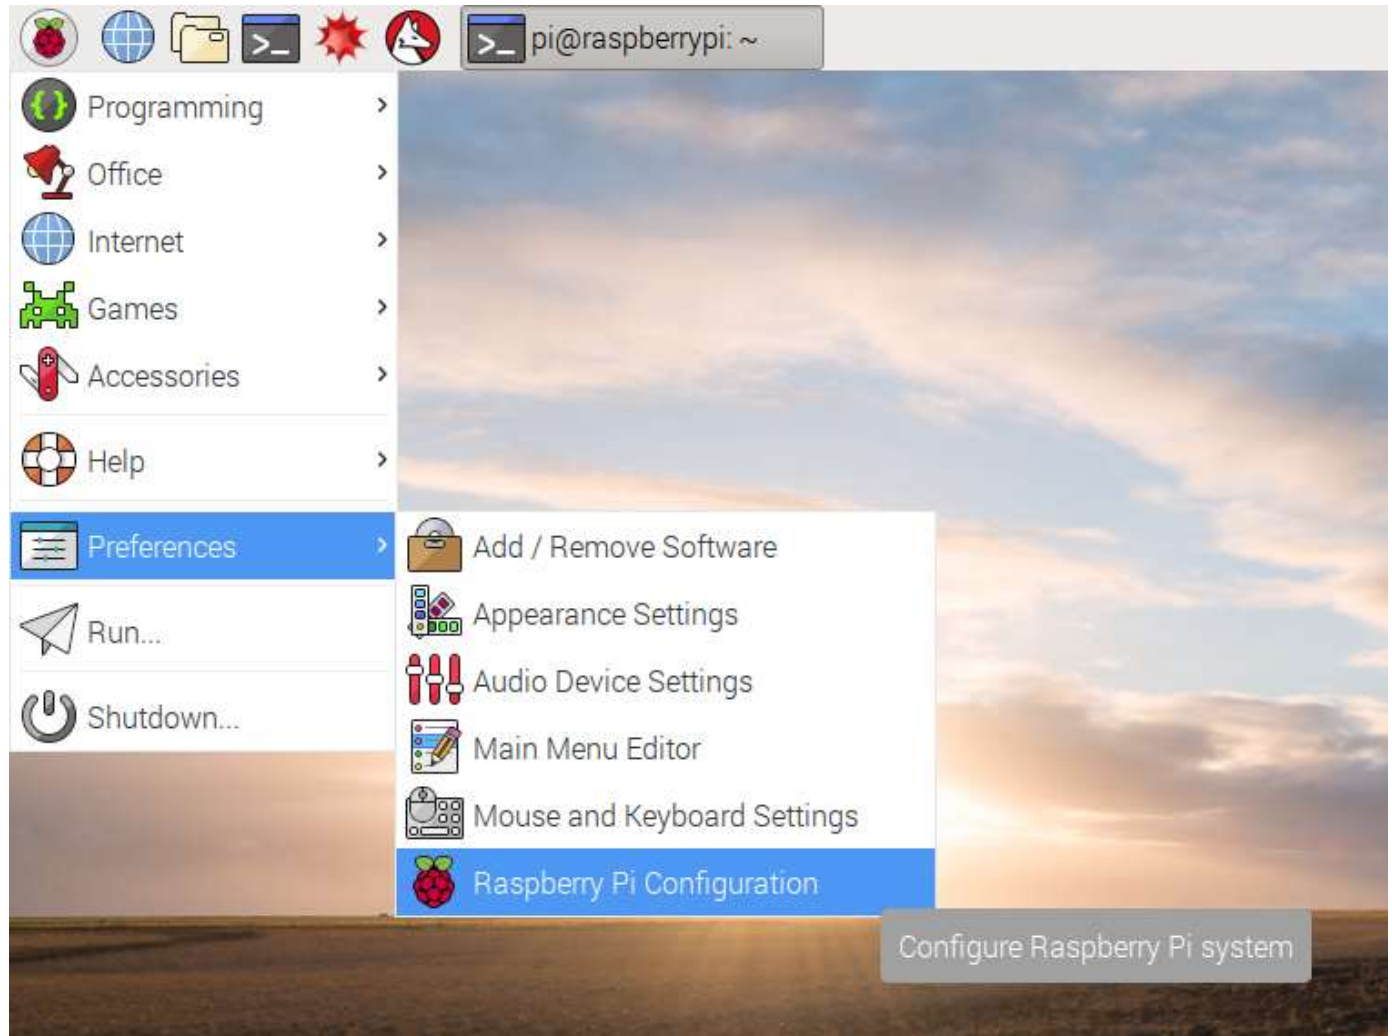 pi@raspberrypi: ~
Programming
Office
Internet
Games
Accessories
Help
Preferences
Add / Remove Software
Appearance Settings
Audio Device Settings
Main Menu Editor
Mouse and Keyboard Settings
Raspberry Pi Configuration
Configure Raspberry Pi system
Run...
Shutdown...